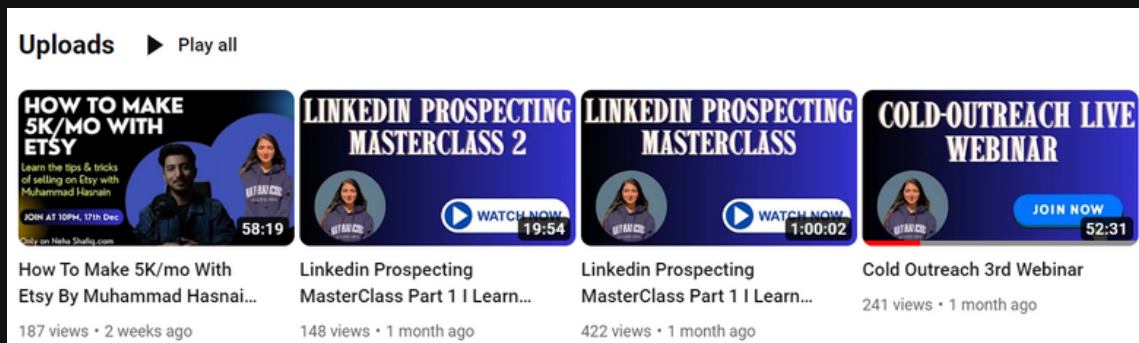 Uploads
Play all
HOW TO MAKE
5K/MO WITH
ETSY
Learn the tips & tricks
of selling on Etsy with
Muhammad Hasnain
JOIN AT 10PM, 17th Dec
Only on Neha Shafiq.com
58:19
How To Make 5K/mo With
Etsy By Muhammad Hasnai...
187 views • 2 weeks ago
LINKEDIN PROSPECTING
MASTERCLASS 2
WATCH NOW
19:54
Linkedin Prospecting
MasterClass Part 1 I Learn...
148 views • 1 month ago
LINKEDIN PROSPECTING
MASTERCLASS
WATCH NOW
1:00:02
Linkedin Prospecting
MasterClass Part 1 I Learn...
422 views • 1 month ago
COLD-OUTREACH LIVE
WEBINAR
JOIN NOW
52:31
Cold Outreach 3rd Webinar
241 views • 1 month ago